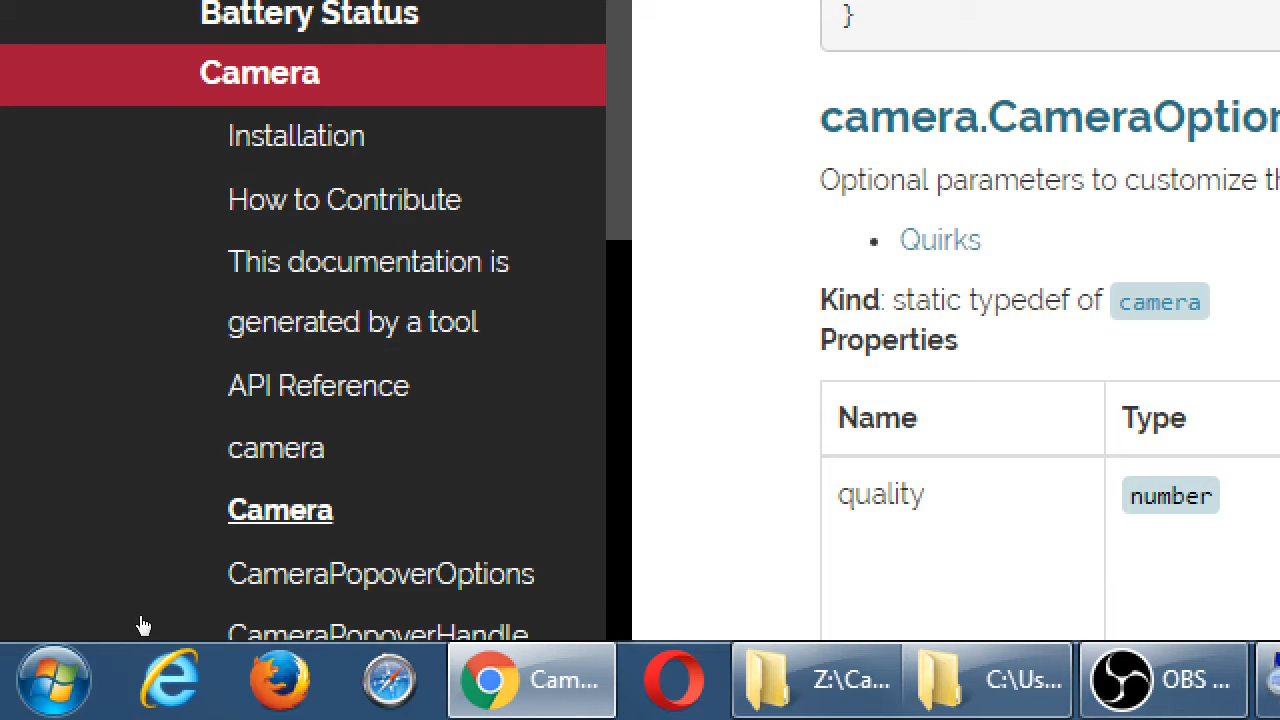 Battery Status
Camera
Installation
How to Contribute
This documentation is
generated by a tool
API Reference
camera
Camera
CameraPopoverOptions
CameraPopoverHandle
}
camera.CameraOption
Optional parameters to customize th
• Quirks
Kind: static typedef of camera
Properties
Name Type
quality number
Cam... Z:\Ca... C:\Us... OBS ...